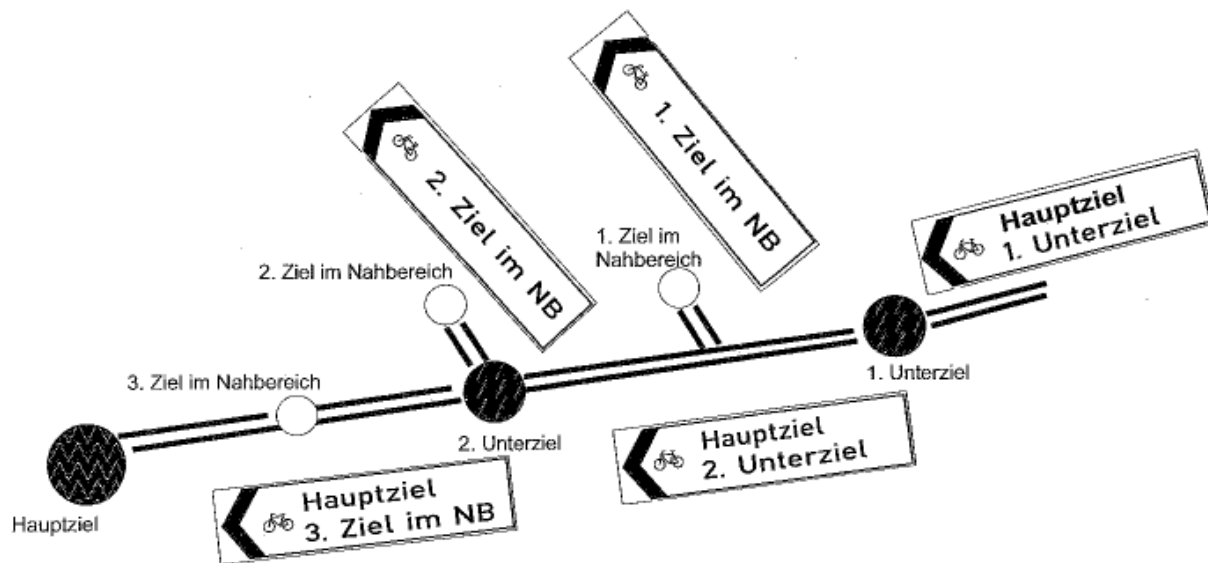 1. Ziel im NB
2. Ziel im NB
Hauptziel
1. Unterziel
1. Ziel im
Nahbereich
2. Ziel im Nahbereich
3. Ziel im Nahbereich
1. Unterziel
2. Unterziel
Hauptziel
2. Unterziel
Hauptziel
3. Ziel im NB
Hauptziel